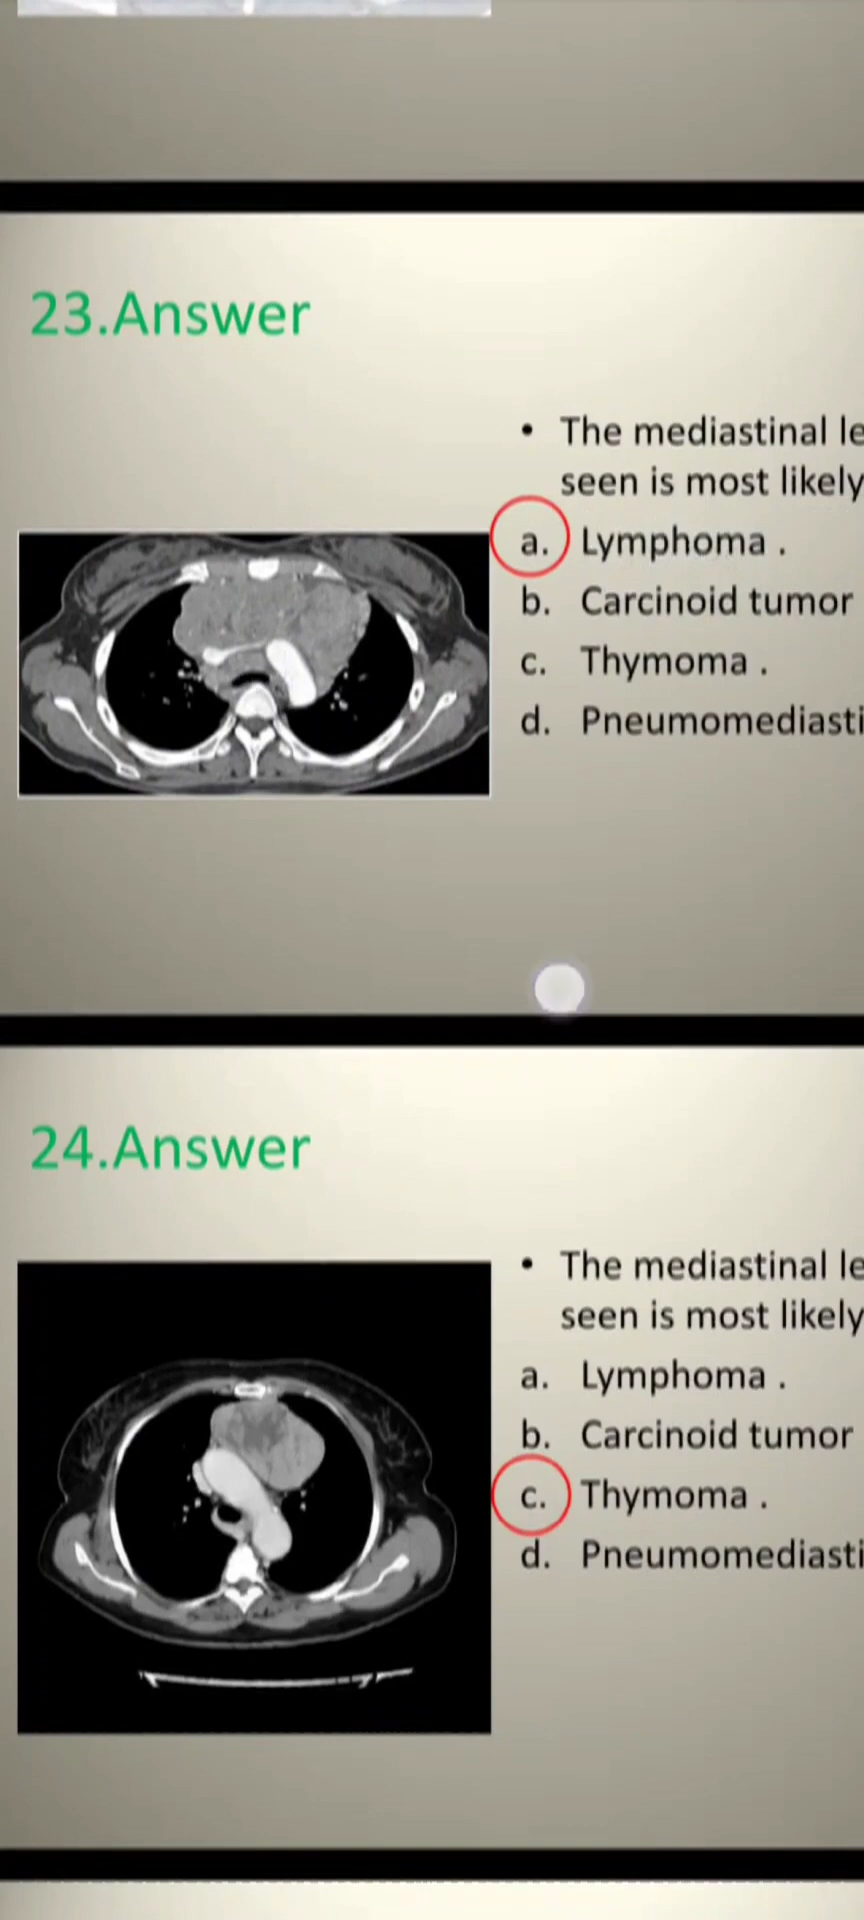 23.Answer
• The mediastinal le
seen is most likely
a. Lymphoma .
b. Carcinoid tumor
c. Thymoma .
d. Pneumomediasti
24.Answer
• The mediastinal le
seen is most likely
a. Lymphoma .
b. Carcinoid tumor
c. Thymoma .
d. Pneumomediasti